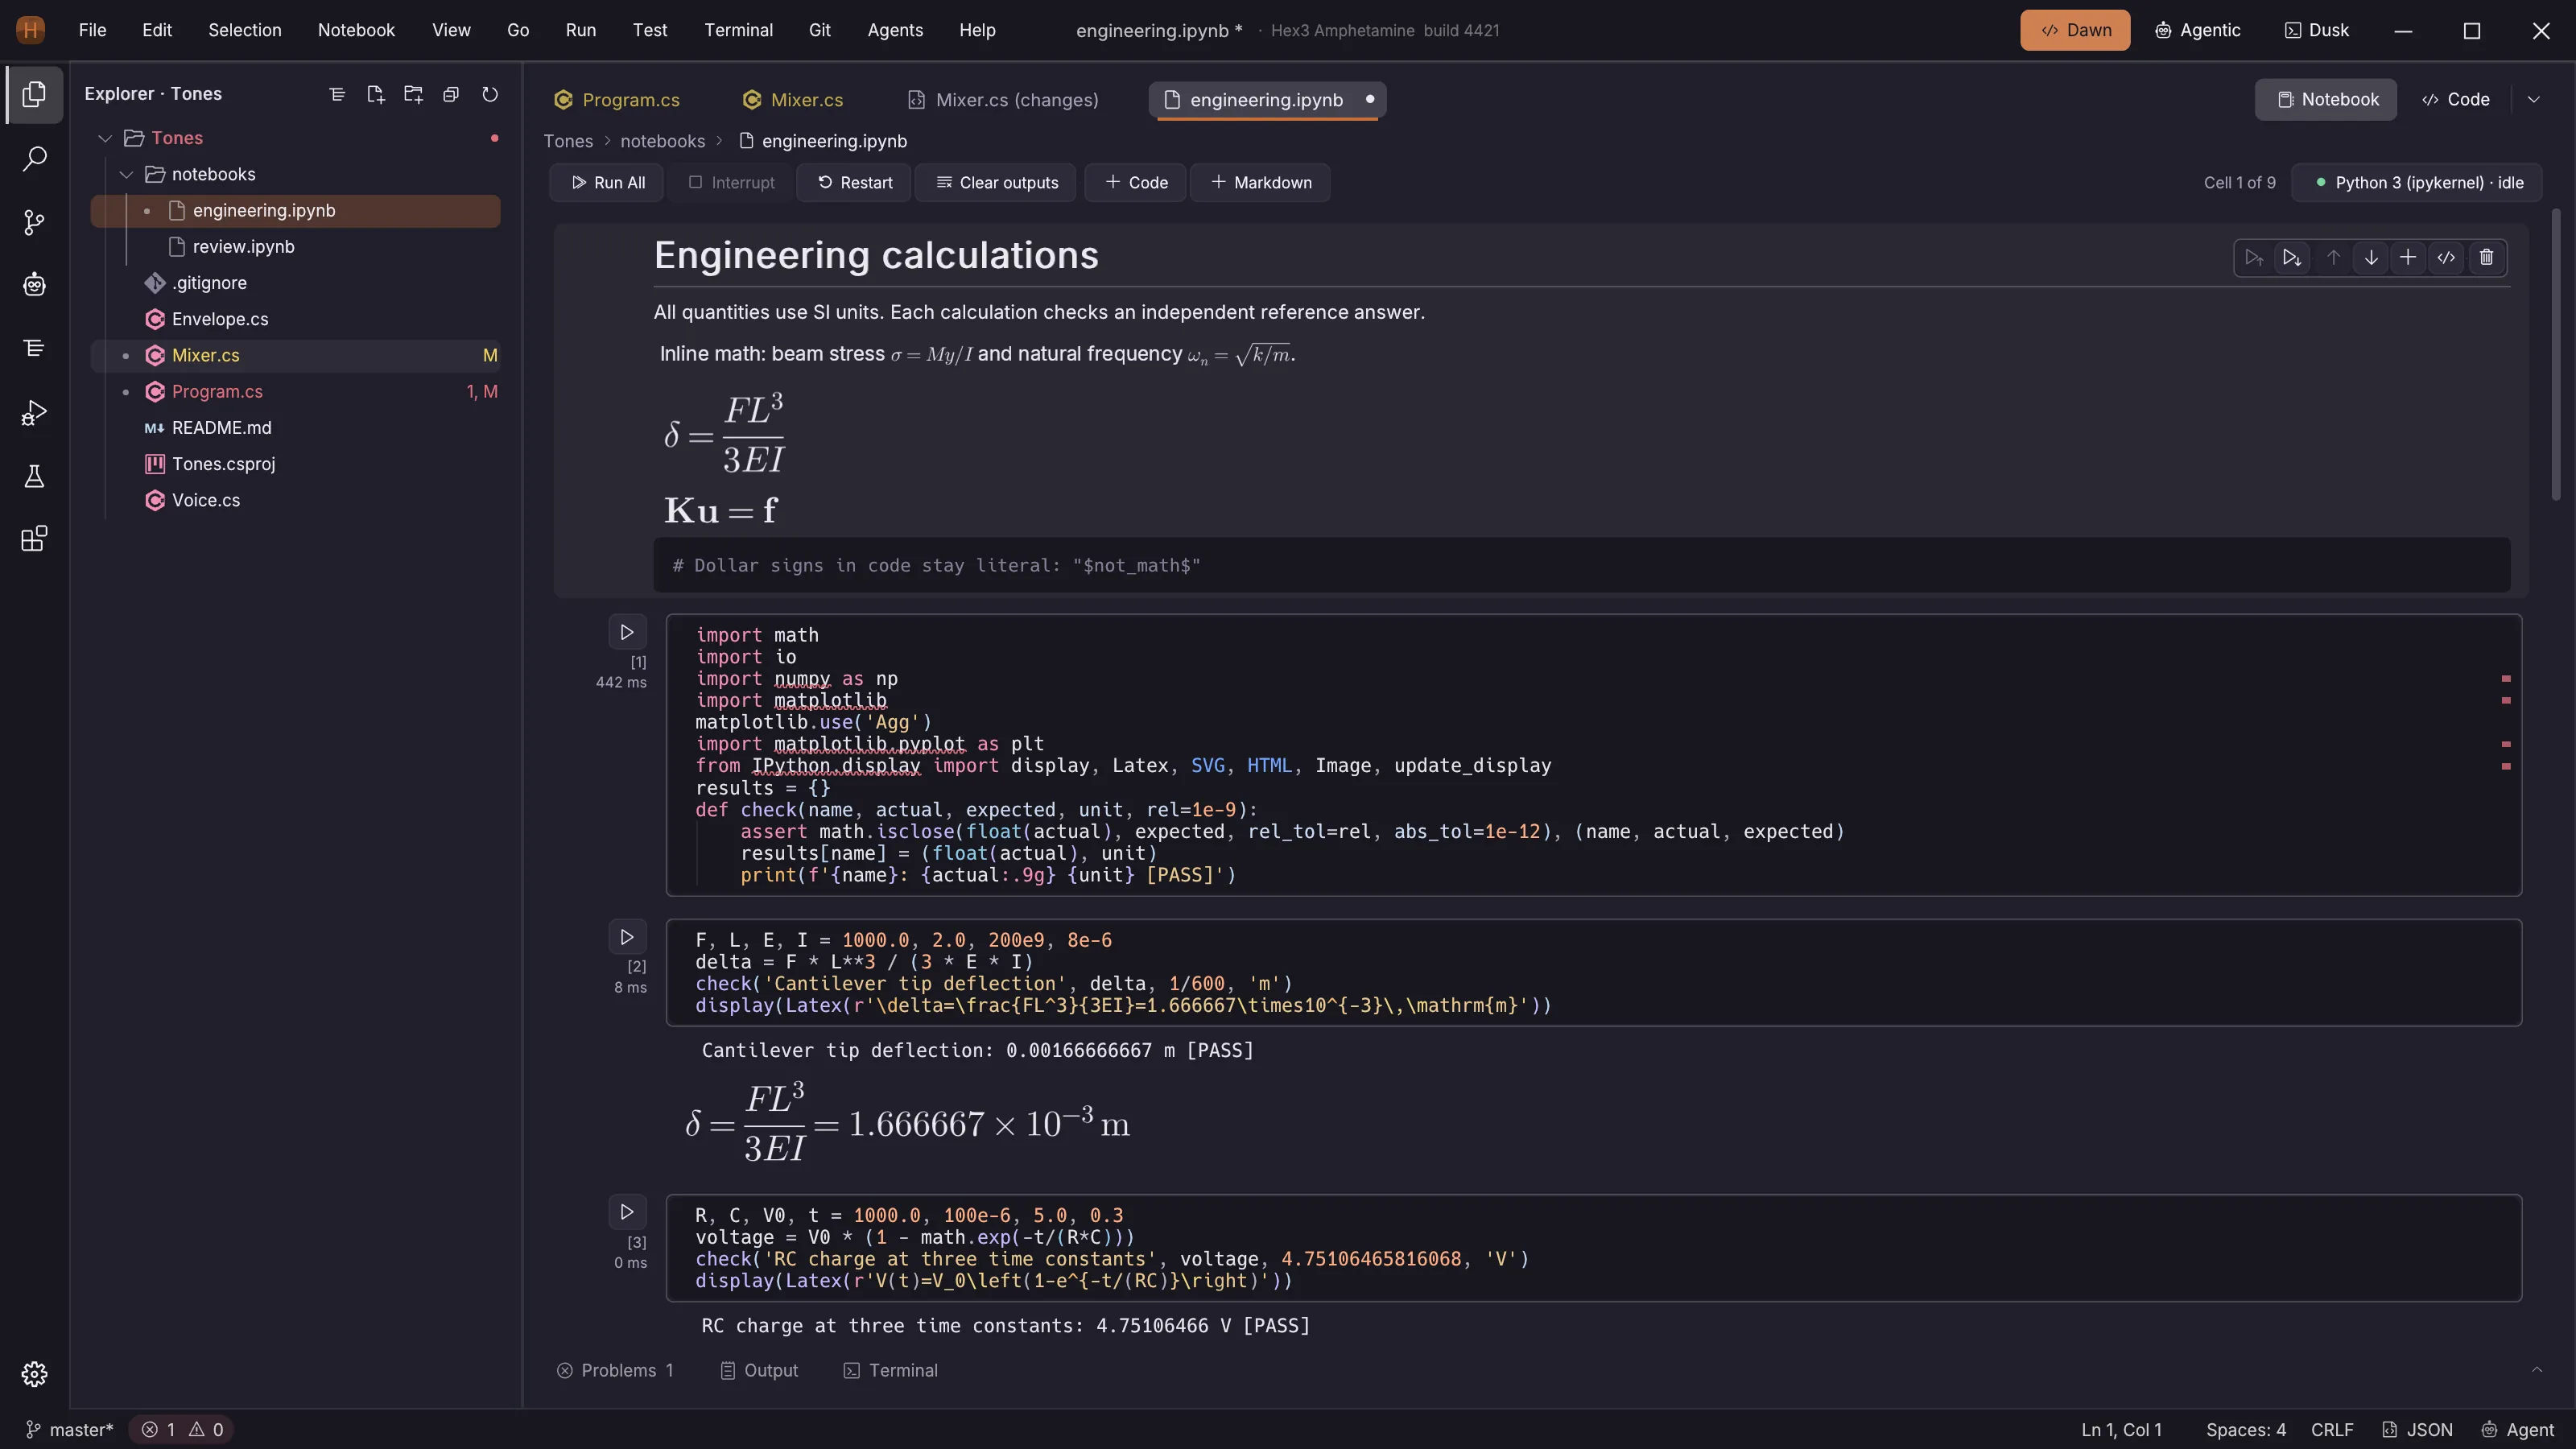 H File Edit Selection Notebook View Go Run Test Terminal Git Agents Help engineering.ipynb * · Hex3 Amphetamine build 4421 Dawn Agentic Dusk
Explorer · Tones
Tones
notebooks
engineering.ipynb
review.ipynb
.gitignore
Envelope.cs
Mixer.cs M
Program.cs 1, M
README.md
Tones.csproj
Voice.cs
Program.cs Mixer.cs Mixer.cs (changes) engineering.ipynb Notebook Code
Tones > notebooks > engineering.ipynb
Run All Interrupt Restart Clear outputs + Code + Markdown Cell 1 of 9 Python 3 (ipykernel) · idle
Engineering calculations
All quantities use SI units. Each calculation checks an independent reference answer.
Inline math: beam stress σ = My/I and natural frequency ωₙ = √k/m.
δ = FL³/3EI
Ku = f
# Dollar signs in code stay literal: "$not_math$"
[1]
442 ms
import math
import io
import numpy as np
import matplotlib
matplotlib.use('Agg')
import matplotlib.pyplot as plt
from IPython.display import display, Latex, SVG, HTML, Image, update_display
results = {}
def check(name, actual, expected, unit, rel=1e-9):
    assert math.isclose(float(actual), expected, rel_tol=rel, abs_tol=1e-12), (name, actual, expected)
    results[name] = (float(actual), unit)
    print(f'{name}: {actual:.9g} {unit} [PASS]')
[2]
8 ms
F, L, E, I = 1000.0, 2.0, 200e9, 8e-6
delta = F * L**3 / (3 * E * I)
check('Cantilever tip deflection', delta, 1/600, 'm')
display(Latex(r'\delta=\frac{FL^3}{3EI}=1.666667\times10^{-3}\,\mathrm{m}'))
Cantilever tip deflection: 0.00166666667 m [PASS]
δ = FL³/3EI = 1.666667 × 10⁻³ m
[3]
0 ms
R, C, V0, t = 1000.0, 100e-6, 5.0, 0.3
voltage = V0 * (1 - math.exp(-t/(R*C)))
check('RC charge at three time constants', voltage, 4.75106465816068, 'V')
display(Latex(r'V(t)=V_0\left(1-e^{-t/(RC)}\right)'))
RC charge at three time constants: 4.75106466 V [PASS]
Problems 1 Output Terminal
master* 1 0 Ln 1, Col 1 Spaces: 4 CRLF JSON Agent